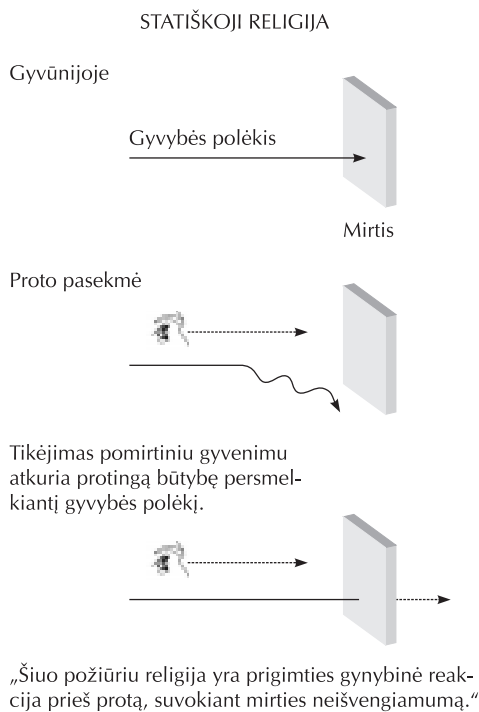 STATIŠKOJI RELIGIJA
Gyvūnijoje
Gyvybės polėkis
Mirtis
Proto pasekmė
Tikėjimas pomirtiniu gyvenimu
atkuria protingą būtybę persmel-
kiantį gyvybės polėkį.
„Šiuo požiūriu religija yra prigimties gynybinė reak-
cija prieš protą, suvokiant mirties neišvengiamumą.“